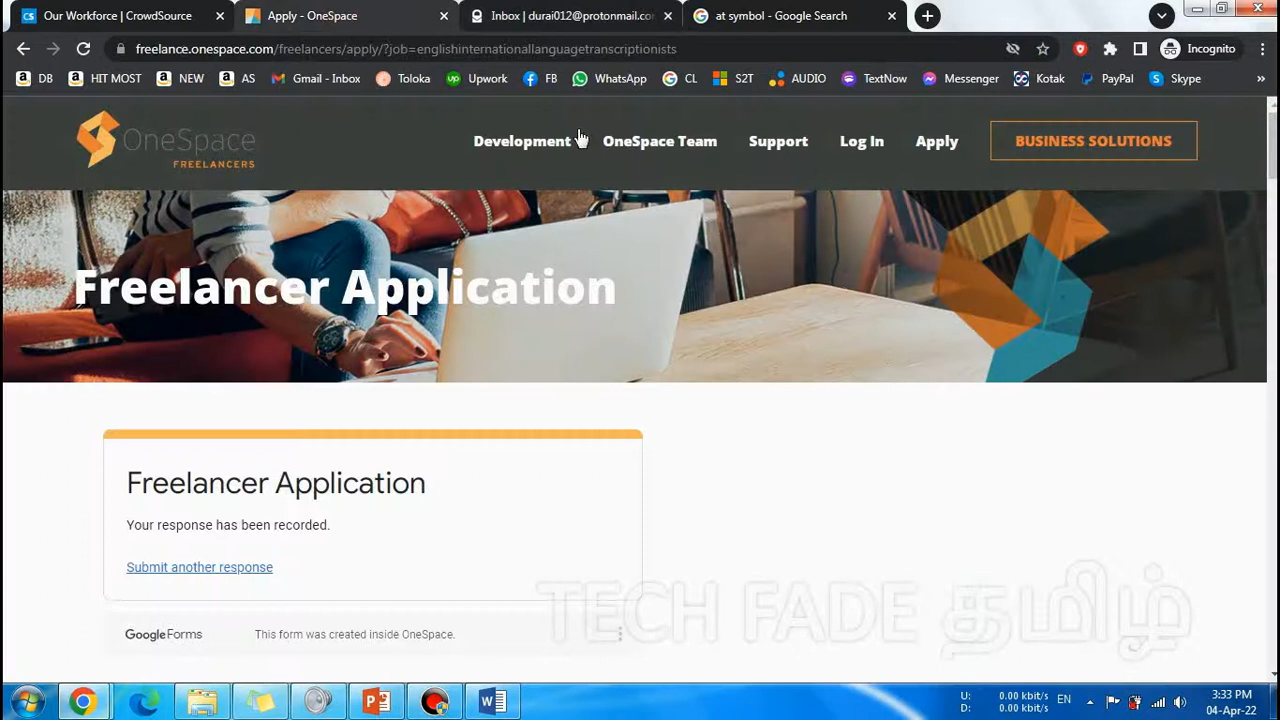 Our Workforce | CrowdSource
Apply - OneSpace
Inbox | durai02@protonmail.com
at symbol - Google Search
freelance.onespace.com/freelancers/apply/?job=englishinternationallanguagetranscriptionists
Incognito
DB
HIT MOST
NEW
AS
Gmail - Inbox
Toloka
Upwork
FB
WhatsApp
CL
S2T
AUDIO
TextNow
Messenger
Kotak
PayPal
Skype
»
OneSpace
FREELANCERS
Development
OneSpace Team
Support
Log In
Apply
BUSINESS SOLUTIONS
Freelancer Application
Freelancer Application
Your response has been recorded.
Submit another response
Google Forms
This form was created inside OneSpace.
TECH FADE தமிழ்
U: 0.00 kbit/s
D: 0.00 kbit/s
EN
3:33 PM
04-Apr-22